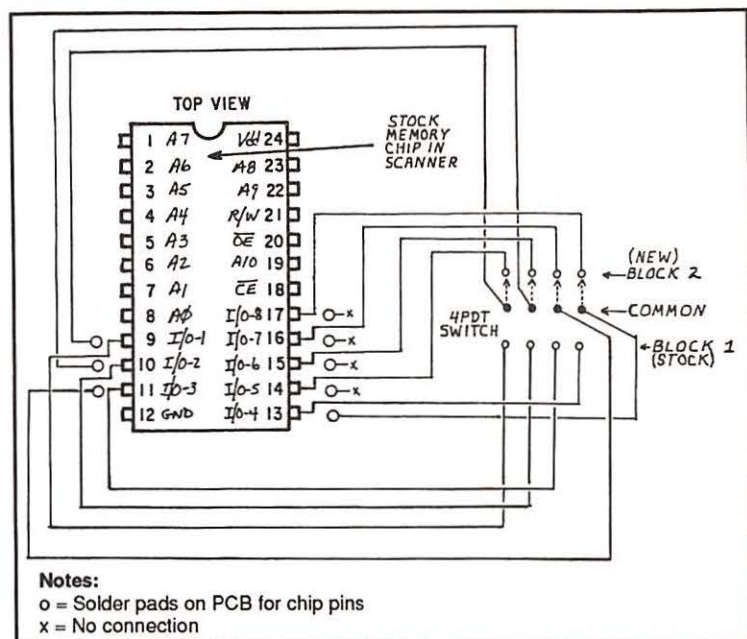 TOP VIEW
STOCK
MEMORY
CHIP IN
SCANNER
1 A7 Vdd 24
2 A6 A8 23
3 A5 A9 22
4 A4 R/W 21
5 A3 O̅E̅ 20
6 A2 A10 19
7 A1 C̅E̅ 18
8 AØ I/O-8 17 x
9 I/O-1 I/O-7 16 x
10 I/O-2 I/O-6 15 x
11 I/O-3 I/O-5 14 x
12 GND I/O-4 13
(NEW)
BLOCK 2
COMMON
4PDT
SWITCH
BLOCK 1
(STOCK)
Notes:
o = Solder pads on PCB for chip pins
x = No connection